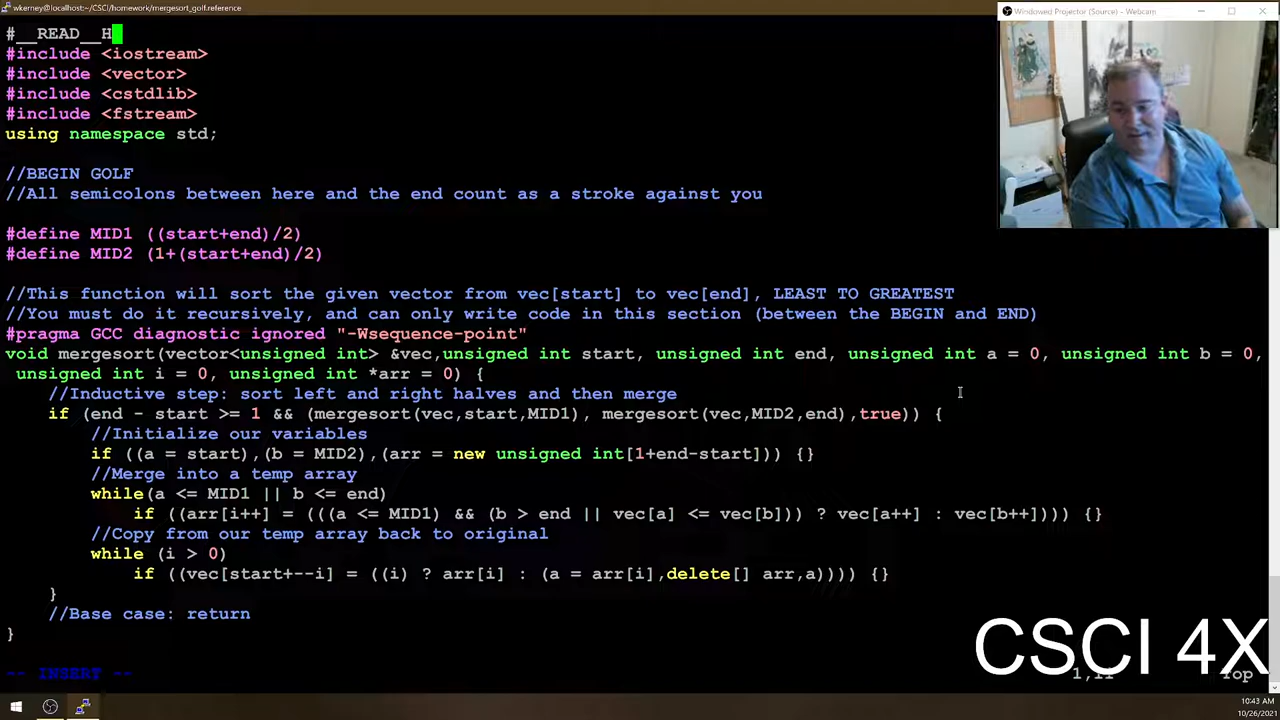 wkerney@localhost:~/CSCI/homework/mergesort_golf.reference
Windowed Projector (Source) - Webcam
#__READ__H
#include <iostream>
#include <vector>
#include <cstdlib>
#include <fstream>
using namespace std;
//BEGIN GOLF
//All semicolons between here and the end count as a stroke against you
#define MID1 ((start+end)/2)
#define MID2 (1+(start+end)/2)
//This function will sort the given vector from vec[start] to vec[end], LEAST TO GREATEST
//You must do it recursively, and can only write code in this section (between the BEGIN and END)
#pragma GCC diagnostic ignored "-Wsequence-point"
void mergesort(vector<unsigned int> &vec,unsigned int start, unsigned int end, unsigned int a = 0, unsigned int b = 0,
unsigned int i = 0, unsigned int *arr = 0) {
//Inductive step: sort left and right halves and then merge
if (end - start >= 1 && (mergesort(vec,start,MID1), mergesort(vec,MID2,end),true)) {
//Initialize our variables
if ((a = start),(b = MID2),(arr = new unsigned int[1+end-start])) {}
//Merge into a temp array
while(a <= MID1 || b <= end)
if ((arr[i++] = (((a <= MID1) && (b > end || vec[a] <= vec[b])) ? vec[a++] : vec[b++]))) {}
//Copy from our temp array back to original
while (i > 0)
if ((vec[start+--i] = ((i) ? arr[i] : (a = arr[i],delete[] arr,a)))) {}
}
//Base case: return
}
CSCI 4X
-- INSERT --
1,11
Top
10:43 AM
10/26/2021